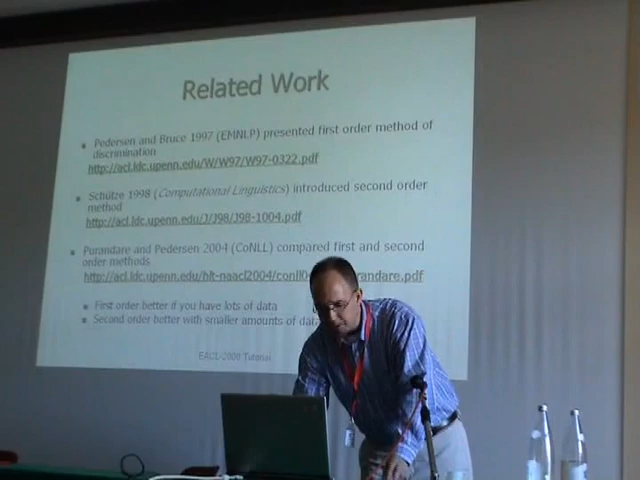 Related Work
Pedersen and Bruce 1997 (EMNLP) presented first order method of
discrimination
http://acl.ldc.upenn.edu/W/W97/W97-0322.pdf
Schütze 1998 (Computational Linguistics) introduced second order
method
http://acl.ldc.upenn.edu/J/J98/J98-1004.pdf
Purandare and Pedersen 2004 (CoNLL) compared first and second
order methods
http://acl.ldc.upenn.edu/hlt-naacl2004/conll0 randare.pdf
First order better if you have lots of data
Second order better with smaller amounts of data
EACL-2006 Tutorial